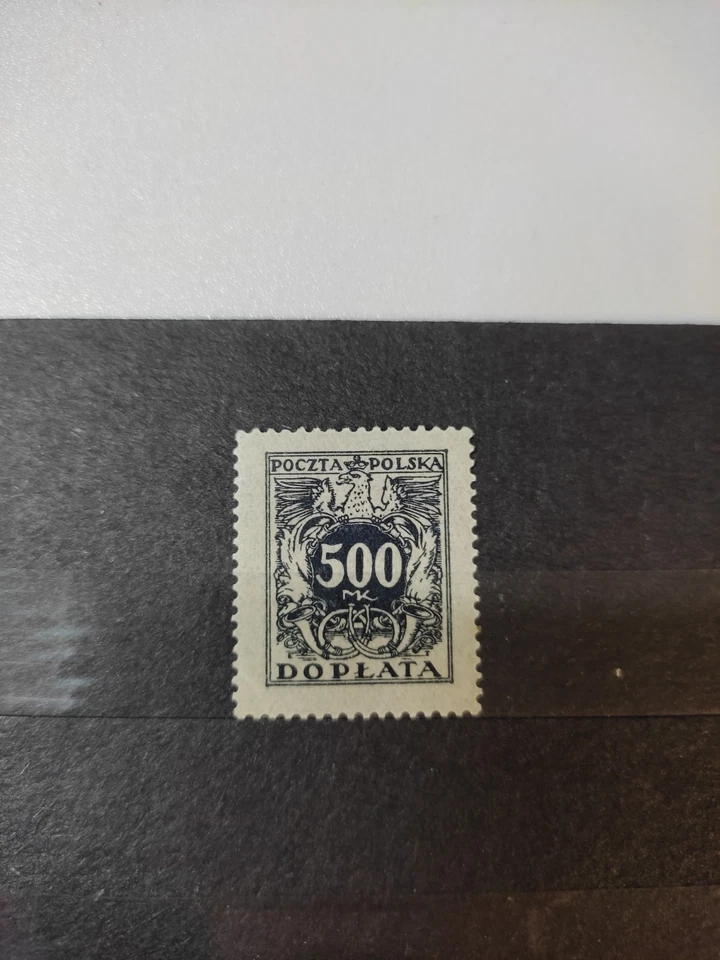 POCZTA POLSKA
500
MK
DOPŁATA